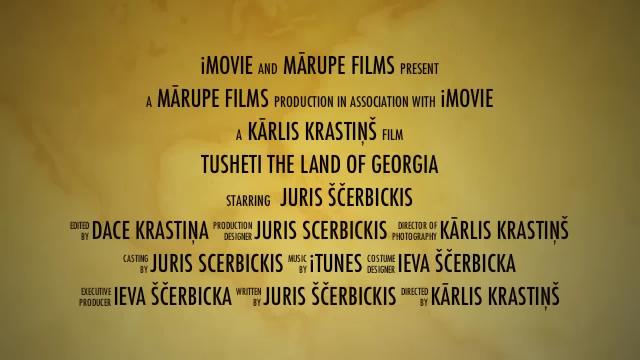 iMOVIE AND MĀRUPE FILMS PRESENT
A MĀRUPE FILMS PRODUCTION IN ASSOCIATION WITH iMOVIE
A KĀRLIS KRASTIŅŠ FILM
TUSHETI THE LAND OF GEORGIA
STARRING JURIS ŠČERBICKIS
EDITED BY DACE KRASTIŅA PRODUCTION DESIGNER JURIS SCERBICKIS DIRECTOR OF PHOTOGRAPHY KĀRLIS KRASTIŅŠ
CASTING BY JURIS SCERBICKIS MUSIC BY iTUNES COSTUME DESIGNER IEVA ŠČERBICKA
EXECUTIVE PRODUCER IEVA ŠČERBICKA WRITTEN BY JURIS ŠČERBICKIS DIRECTED BY KĀRLIS KRASTIŅŠ